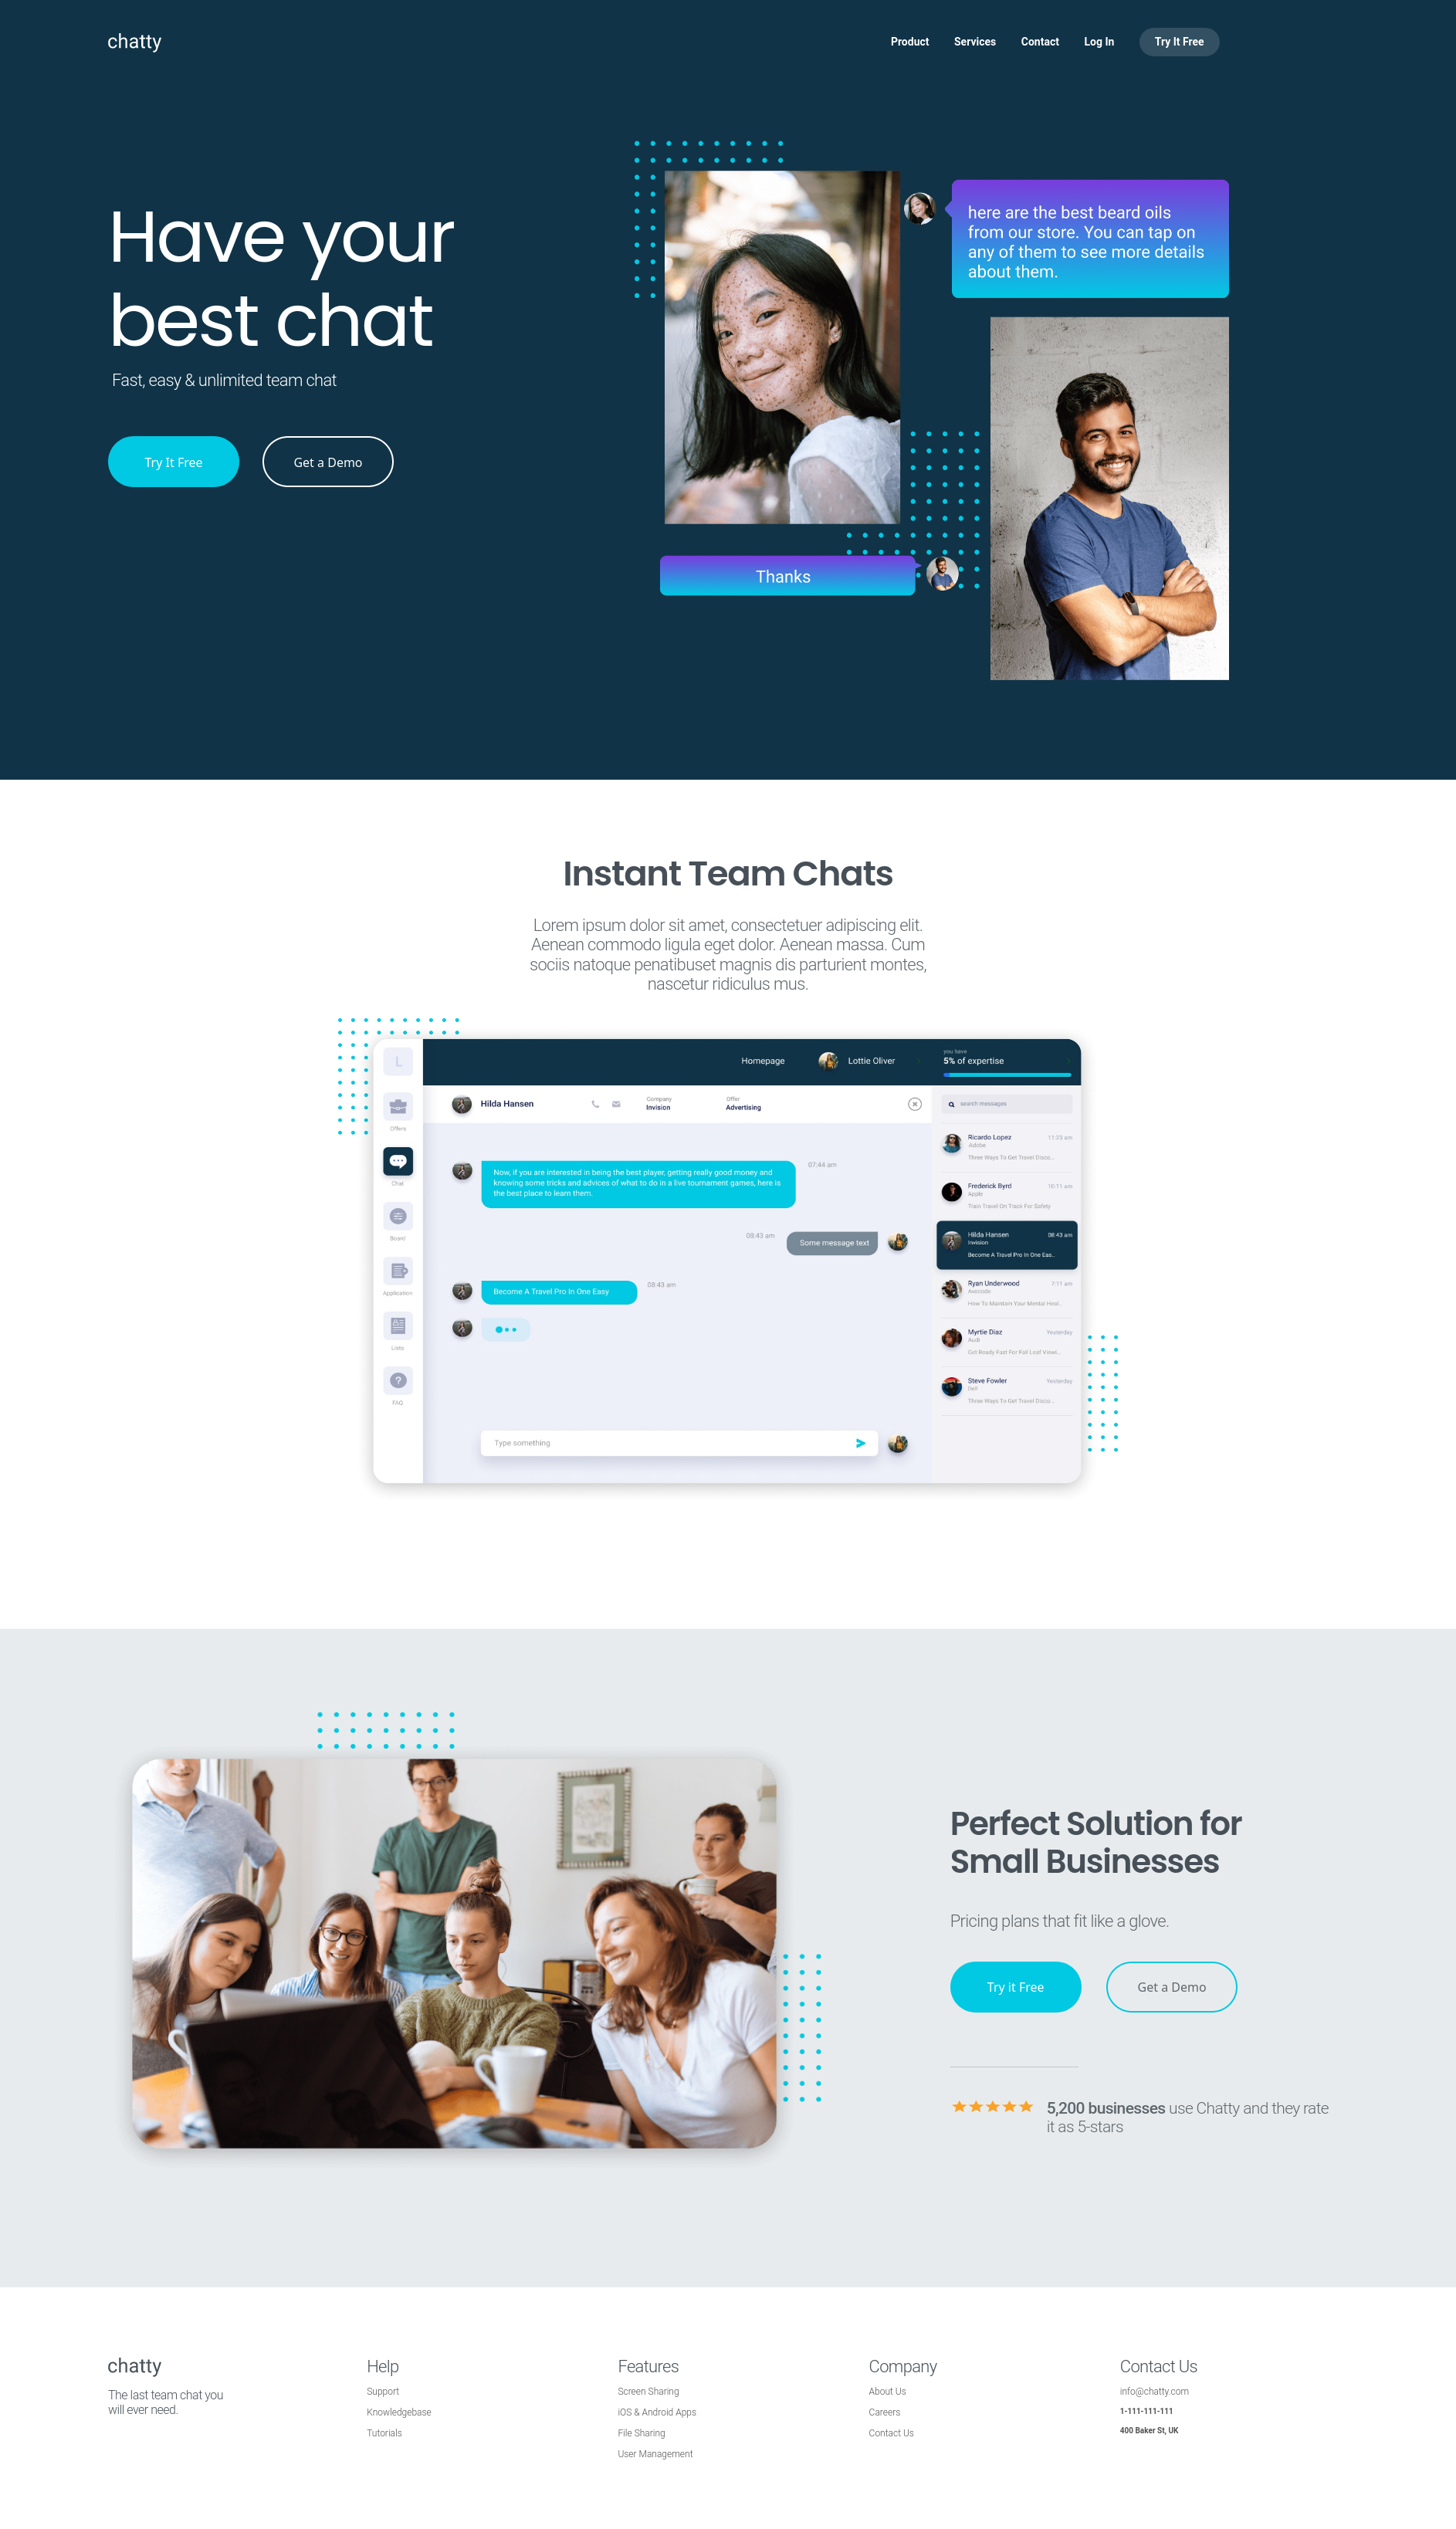 chatty
Product
Services
Contact
Log In
Try It Free
Have your
best chat
Fast, easy & unlimited team chat
Try It Free
Get a Demo
here are the best beard oils
from our store. You can tap on
any of them to see more details
about them.
Thanks
Instant Team Chats
Lorem ipsum dolor sit amet, consectetuer adipiscing elit.
Aenean commodo ligula eget dolor. Aenean massa. Cum
sociis natoque penatibuset magnis dis parturient montes,
nascetur ridiculus mus.
L
Offers
Chat
Board
Application
Lists
FAQ
Homepage
Lottie Oliver
you have
5% of expertise
Hilda Hansen
Company
Invision
Offer
Advertising
Now, if you are interested in being the best player, getting really good money and
knowing some tricks and advices of what to do in a live tournament games, here is
the best place to learn them.
07:44 am
08:43 am
Some message text
Become A Travel Pro In One Easy
08:43 am
Type something
search messages
Ricardo Lopez
11:23 am
Adobe
Three Ways To Get Travel Disco...
Frederick Byrd
10:11 am
Apple
Train Travel On Track For Safety
Hilda Hansen
08:43 am
Invision
Become A Travel Pro In One Eas..
Ryan Underwood
7:11 am
Axecode
How To Maintain Your Mental Heal..
Myrtie Diaz
Yesterday
Audi
Get Ready Fast For Fall Leaf Viewi...
Steve Fowler
Yesterday
Dell
Three Ways To Get Travel Disco...
Perfect Solution for
Small Businesses
Pricing plans that fit like a glove.
Try it Free
Get a Demo
5,200 businesses use Chatty and they rate
it as 5-stars
chatty
The last team chat you
will ever need.
Help
Support
Knowledgebase
Tutorials
Features
Screen Sharing
iOS & Android Apps
File Sharing
User Management
Company
About Us
Careers
Contact Us
Contact Us
info@chatty.com
1-111-111-111
400 Baker St, UK